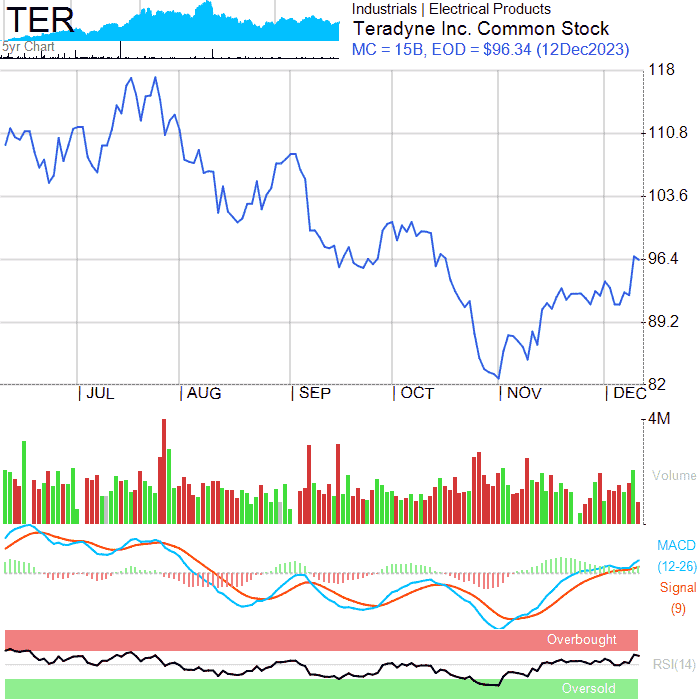 TER
5yr Chart
Industrials | Electrical Products
Teradyne Inc. Common Stock
MC = 15B, EOD = $96.34 (12Dec2023)
118
110.8
103.6
96.4
89.2
82
| JUL | AUG | SEP | OCT | NOV | DEC
4M
Volume
MACD
(12-26)
Signal
(9)
Overbought
RSI(14)
Oversold